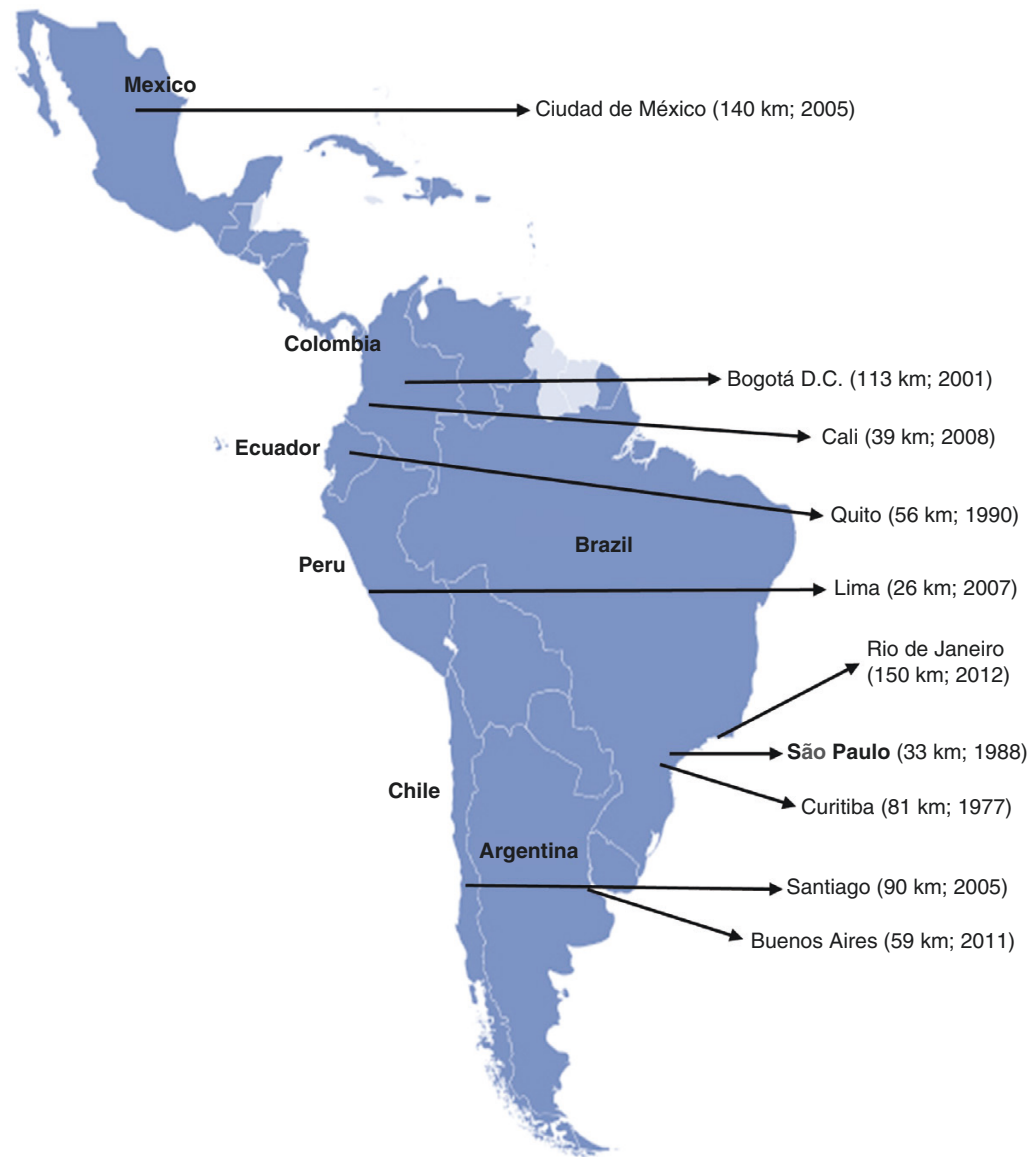 Mexico
Ciudad de México (140 km; 2005)
Colombia
Bogotá D.C. (113 km; 2001)
Cali (39 km; 2008)
Ecuador
Quito (56 km; 1990)
Brazil
Peru
Lima (26 km; 2007)
Rio de Janeiro
(150 km; 2012)
São Paulo (33 km; 1988)
Chile
Curitiba (81 km; 1977)
Argentina
Santiago (90 km; 2005)
Buenos Aires (59 km; 2011)